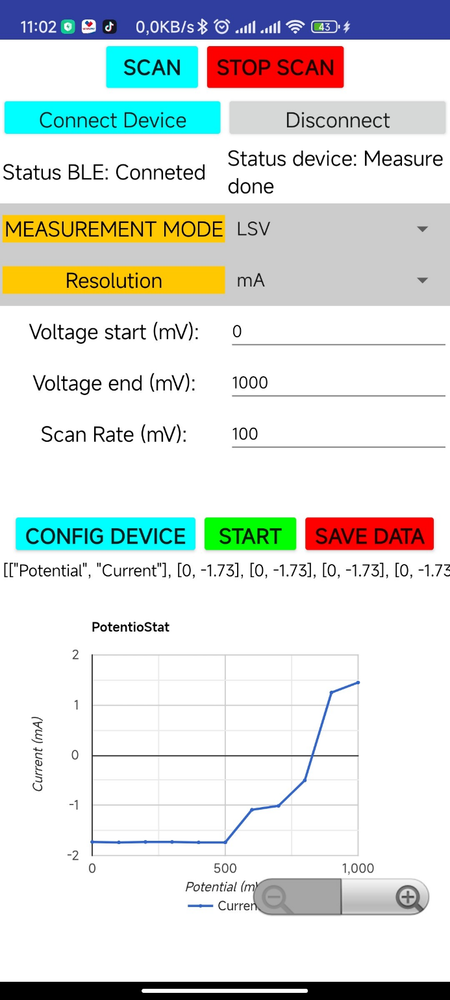 11:02 0,0KB/s 43
SCAN STOP SCAN
Connect Device Disconnect
Status BLE: Conneted
Status device: Measure
done
MEASUREMENT MODE LSV
Resolution mA
Voltage start (mV): 0
Voltage end (mV): 1000
Scan Rate (mV): 100
CONFIG DEVICE START SAVE DATA
[["Potential", "Current"], [0, -1.73], [0, -1.73], [0, -1.73], [0, -1.73
PotentioStat
2
1
0
-1
-2
Current (mA)
0 500 1,000
Potential (m
Curren